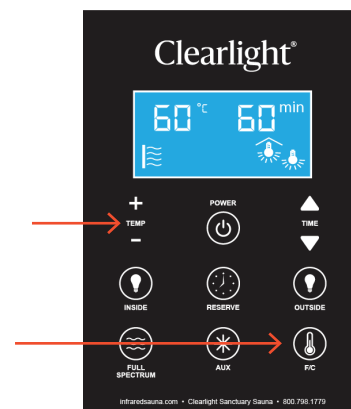 Clearlight®
60 °C 60 min
+
TEMP
-
POWER
TIME
INSIDE
RESERVE
OUTSIDE
FULL
SPECTRUM
AUX
F/C
infraredsauna.com • Clearlight Sanctuary Sauna • 800.798.1779